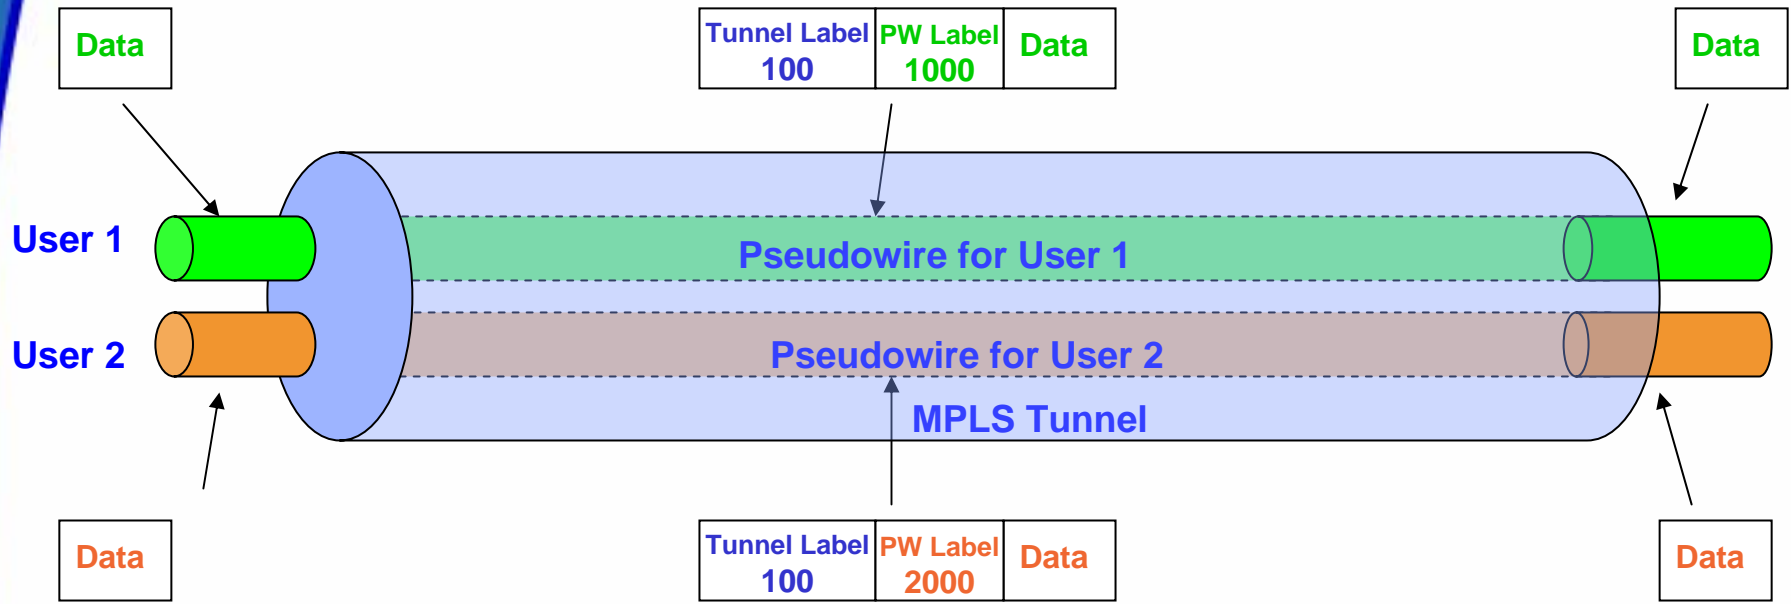 Data
Tunnel Label PW Label Data
100 1000
Data
User 1
Pseudowire for User 1
User 2
Pseudowire for User 2
MPLS Tunnel
Data
Tunnel Label PW Label Data
100 2000
Data